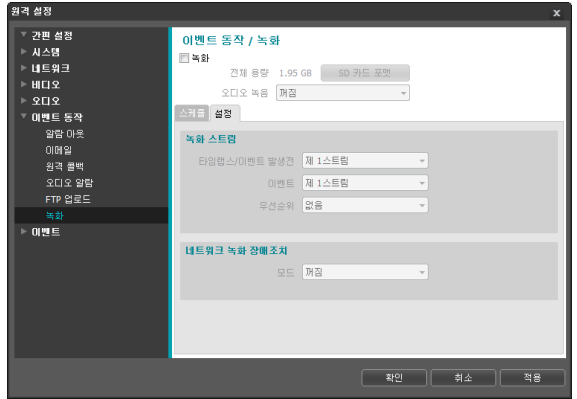 원격 설정
x
간편 설정
시스템
네트워크
비디오
오디오
이벤트 동작
알람 아웃
이메일
원격 콜백
오디오 알람
FTP 업로드
녹화
이벤트
이벤트 동작 / 녹화
녹화
전체 용량 1.95 GB SD 카드 포맷
오디오 녹음 꺼짐
스케줄 설정
녹화 스트림
타임랩스/이벤트 발생전 제 1스트림
이벤트 제 1스트림
우선순위 없음
네트워크 녹화 장애조치
모드 꺼짐
확인 취소 적용